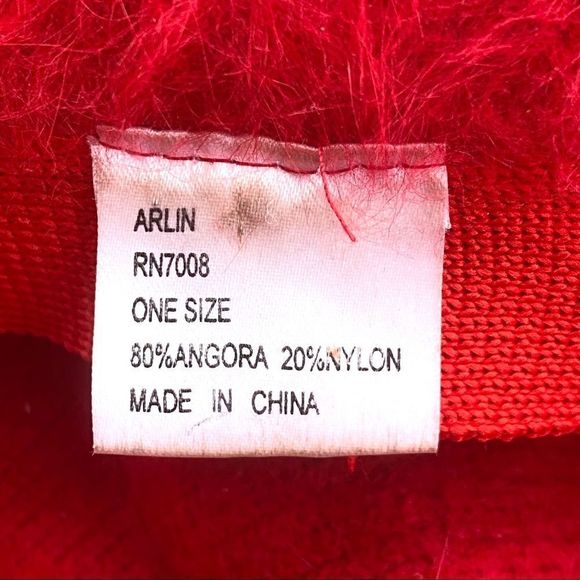 ARLIN
RN7008
ONE SIZE
80%ANGORA 20%NYLON
MADE IN CHINA